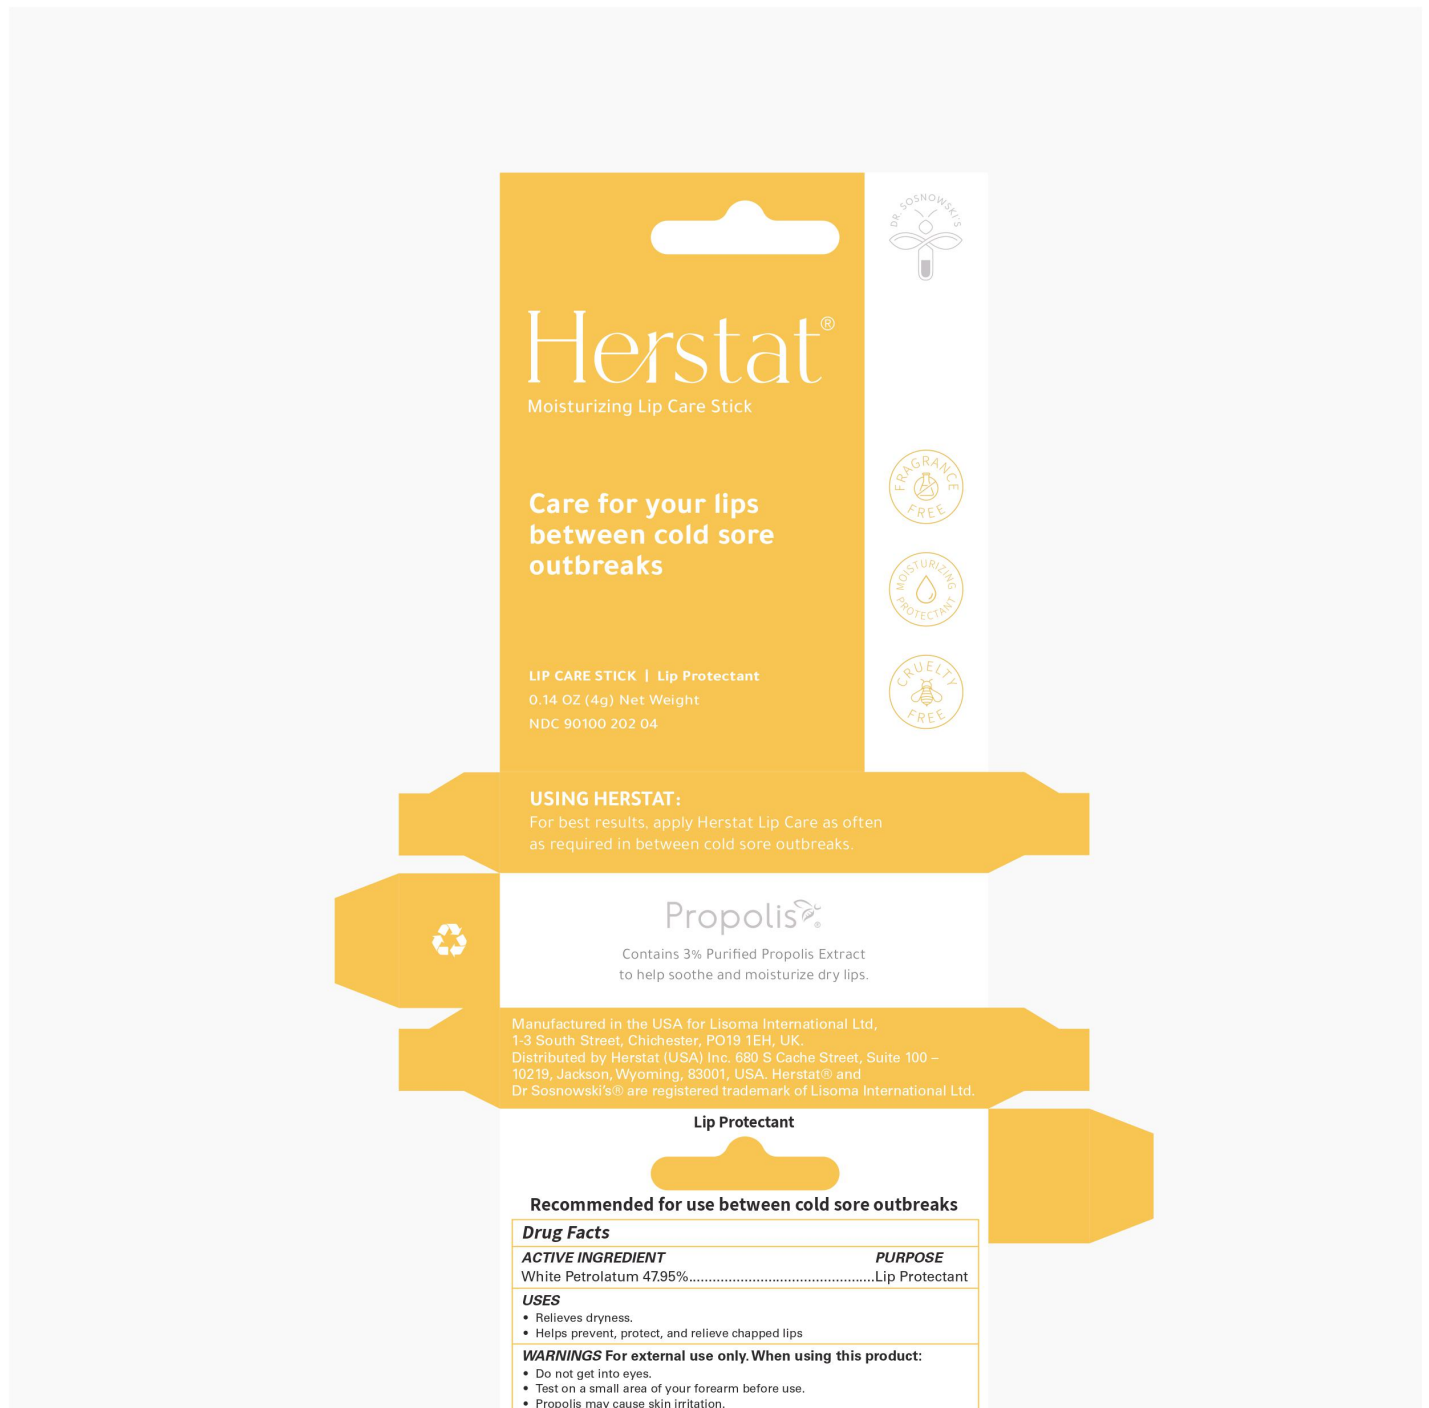 DR. SOSNOWSKI'S
Herstat®
Moisturizing Lip Care Stick
Care for your lips
between cold sore
outbreaks
FRAGRANCE
FREE
MOISTURIZING
PROTECTANT
CRUELTY
FREE
LIP CARE STICK | Lip Protectant
0.14 OZ (4g) Net Weight
NDC 90100 202 04
USING HERSTAT:
For best results, apply Herstat Lip Care as often
as required in between cold sore outbreaks.
Propolis®
Contains 3% Purified Propolis Extract
to help soothe and moisturize dry lips.
Manufactured in the USA for Lisoma International Ltd,
1-3 South Street, Chichester, PO19 1EH, UK.
Distributed by Herstat (USA) Inc. 680 S Cache Street, Suite 100 –
10219, Jackson, Wyoming, 83001, USA. Herstat® and
Dr Sosnowski's® are registered trademark of Lisoma International Ltd.
Lip Protectant
Recommended for use between cold sore outbreaks
Drug Facts
ACTIVE INGREDIENT PURPOSE
White Petrolatum 47.95%...............................................Lip Protectant
USES
• Relieves dryness.
• Helps prevent, protect, and relieve chapped lips
WARNINGS For external use only. When using this product:
• Do not get into eyes.
• Test on a small area of your forearm before use.
• Propolis may cause skin irritation.